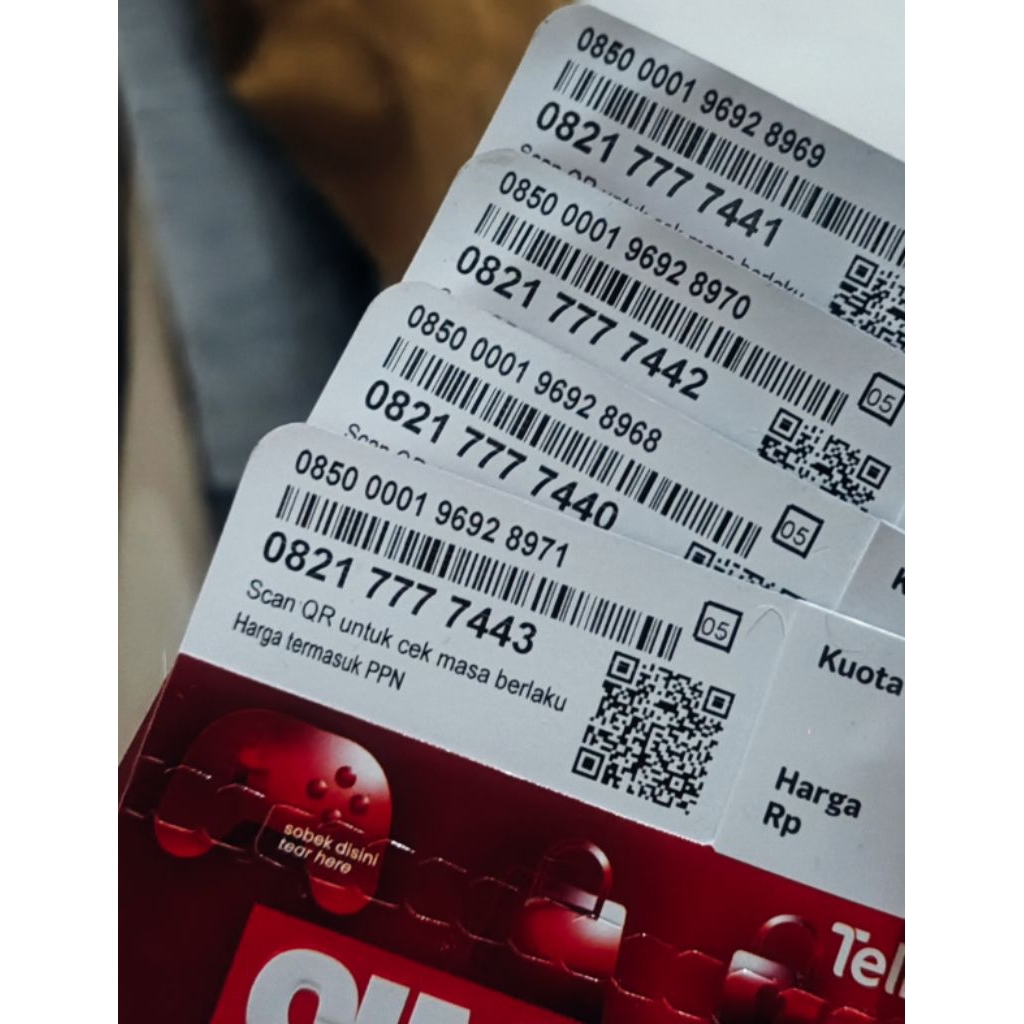 0850 0001 9692 8969
0821 777 7441
0850 0001 9692 8970
0821 777 7442
05
0850 0001 9692 8968
0821 777 7440
05
0850 0001 9692 8971
0821 777 7443
05
Scan QR untuk cek masa berlaku
Harga termasuk PPN
Kuota
Harga
Rp
sobek disini
tear here
Tel